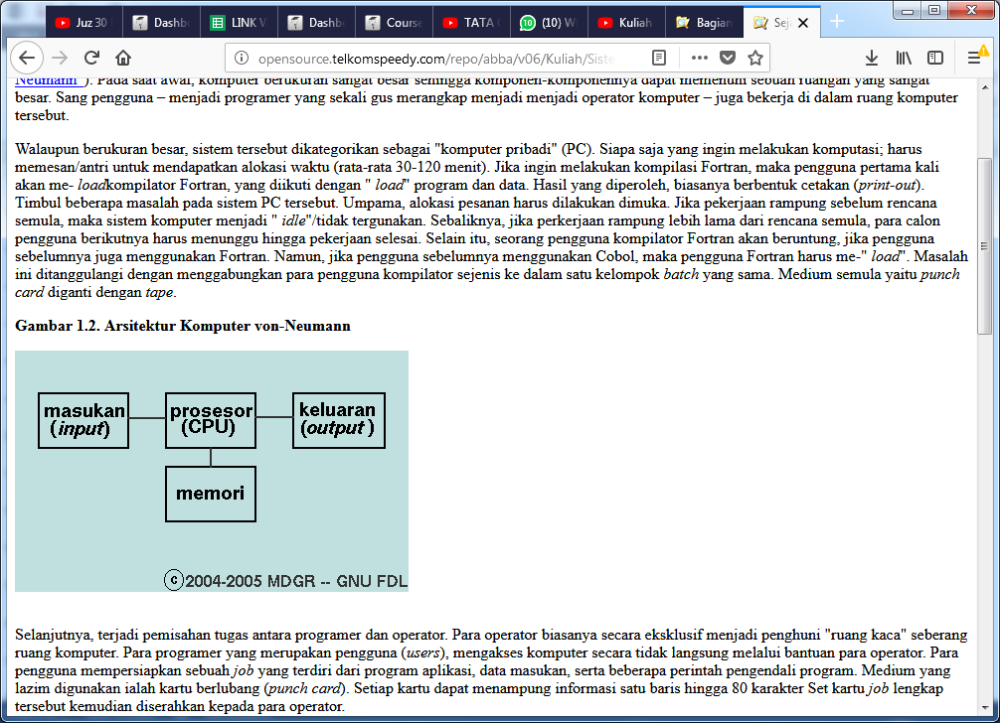 Juz 30
Dashb
LINK V
Dashb
Course
TATA
(10) W
Kuliah
Bagian
Seja
opensource.telkomspeedy.com/repo/abba/v06/Kuliah/Siste
Neumann"). Pada saat awal, komputer berukuran sangat besar sehingga komponen-komponennya dapat memenuhi sebuah ruangan yang sangat
besar. Sang pengguna – menjadi programer yang sekali gus merangkap menjadi menjadi operator komputer – juga bekerja di dalam ruang komputer
tersebut.
Walaupun berukuran besar, sistem tersebut dikategorikan sebagai "komputer pribadi" (PC). Siapa saja yang ingin melakukan komputasi; harus
memesan/antri untuk mendapatkan alokasi waktu (rata-rata 30-120 menit). Jika ingin melakukan kompilasi Fortran, maka pengguna pertama kali
akan me- loadkompilator Fortran, yang diikuti dengan " load" program dan data. Hasil yang diperoleh, biasanya berbentuk cetakan (print-out).
Timbul beberapa masalah pada sistem PC tersebut. Umpama, alokasi pesanan harus dilakukan dimuka. Jika pekerjaan rampung sebelum rencana
semula, maka sistem komputer menjadi " idle"/tidak tergunakan. Sebaliknya, jika perkerjaan rampung lebih lama dari rencana semula, para calon
pengguna berikutnya harus menunggu hingga pekerjaan selesai. Selain itu, seorang pengguna kompilator Fortran akan beruntung, jika pengguna
sebelumnya juga menggunakan Fortran. Namun, jika pengguna sebelumnya menggunakan Cobol, maka pengguna Fortran harus me-" load". Masalah
ini ditanggulangi dengan menggabungkan para pengguna kompilator sejenis ke dalam satu kelompok batch yang sama. Medium semula yaitu punch
card diganti dengan tape.
Gambar 1.2. Arsitektur Komputer von-Neumann
masukan
(input)
prosesor
(CPU)
keluaran
(output )
memori
©2004-2005 MDGR -- GNU FDL
Selanjutnya, terjadi pemisahan tugas antara programer dan operator. Para operator biasanya secara eksklusif menjadi penghuni "ruang kaca" seberang
ruang komputer. Para programer yang merupakan pengguna (users), mengakses komputer secara tidak langsung melalui bantuan para operator. Para
pengguna mempersiapkan sebuah job yang terdiri dari program aplikasi, data masukan, serta beberapa perintah pengendali program. Medium yang
lazim digunakan ialah kartu berlubang (punch card). Setiap kartu dapat menampung informasi satu baris hingga 80 karakter Set kartu job lengkap
tersebut kemudian diserahkan kepada para operator.